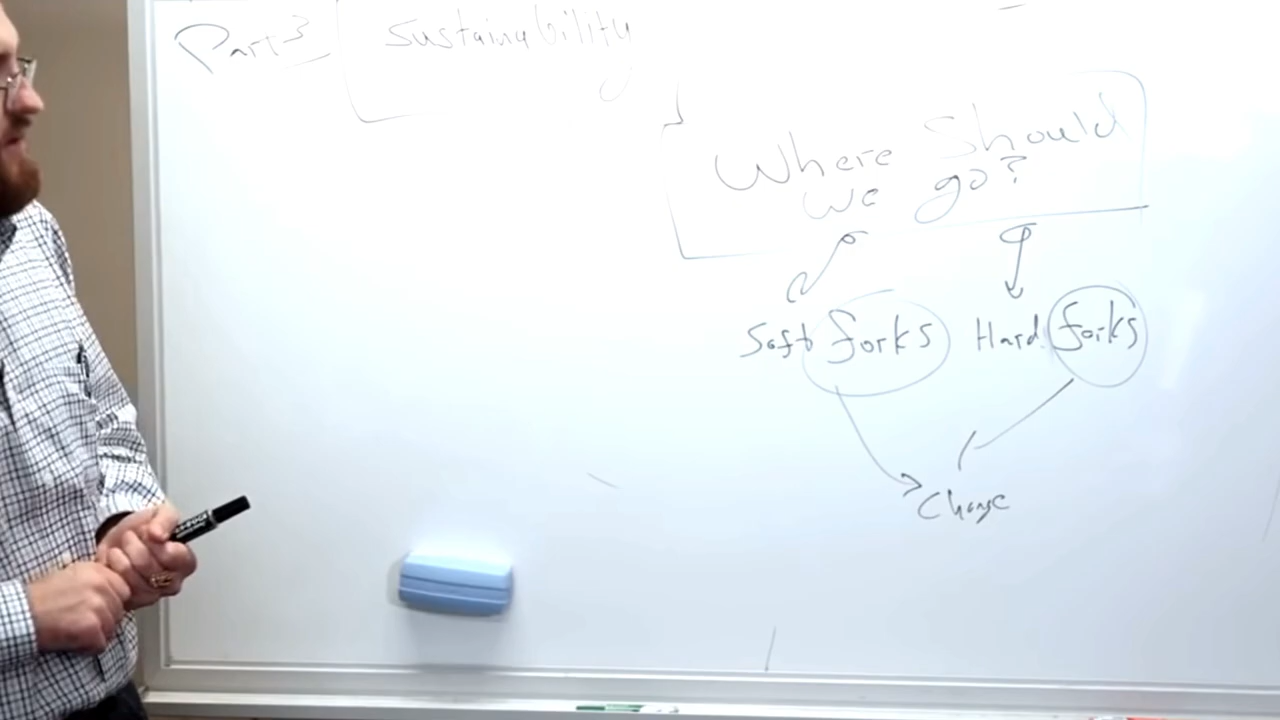 Part 3 Sustainability
Where Should
we go?
Soft forks Hard forks
Change